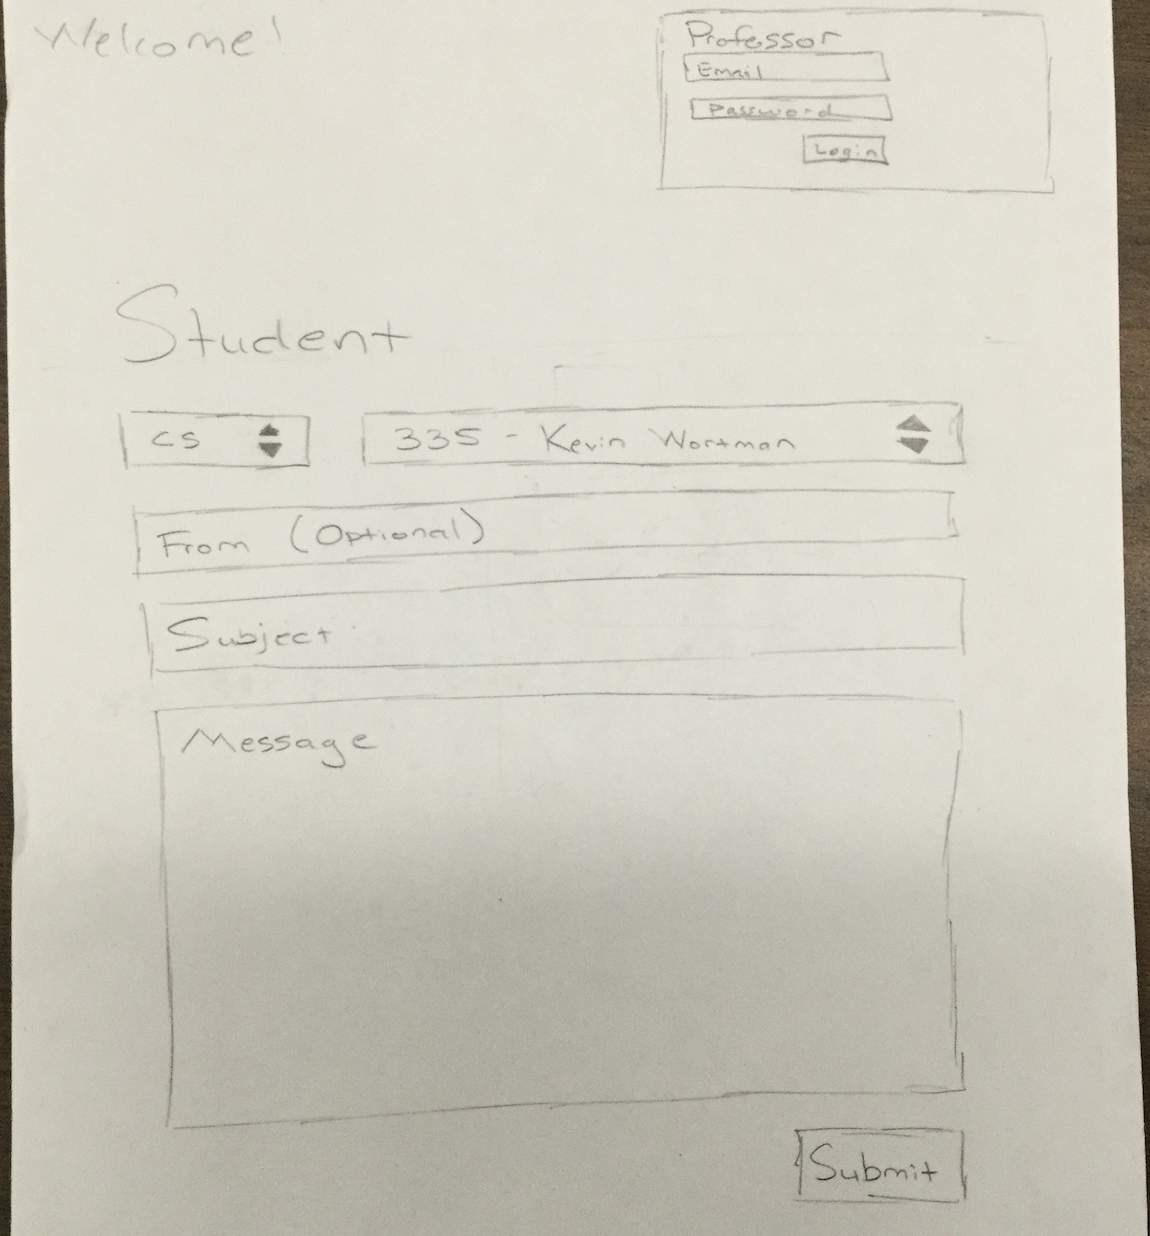 Welcome!
Professor
Email
Password
Login
Student
CS
335 - Kevin Wortman
From (Optional)
Subject
Message
Submit